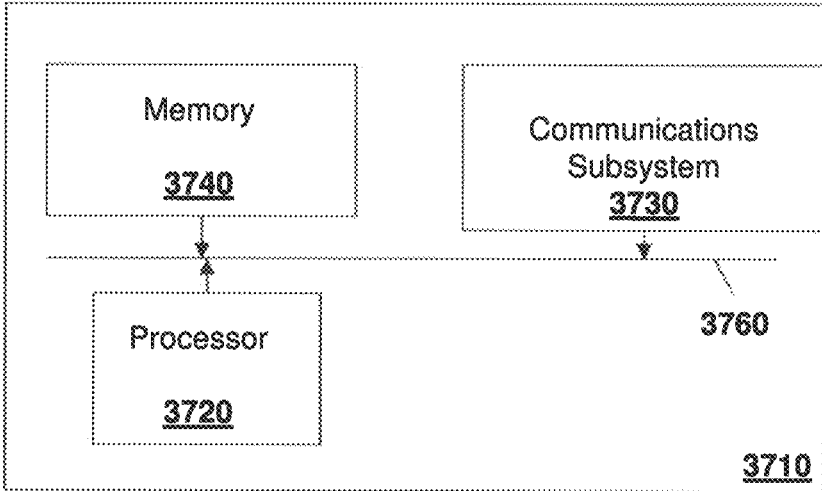 Memory
3740
Communications
Subsystem
3730
Processor
3720
3760
3710